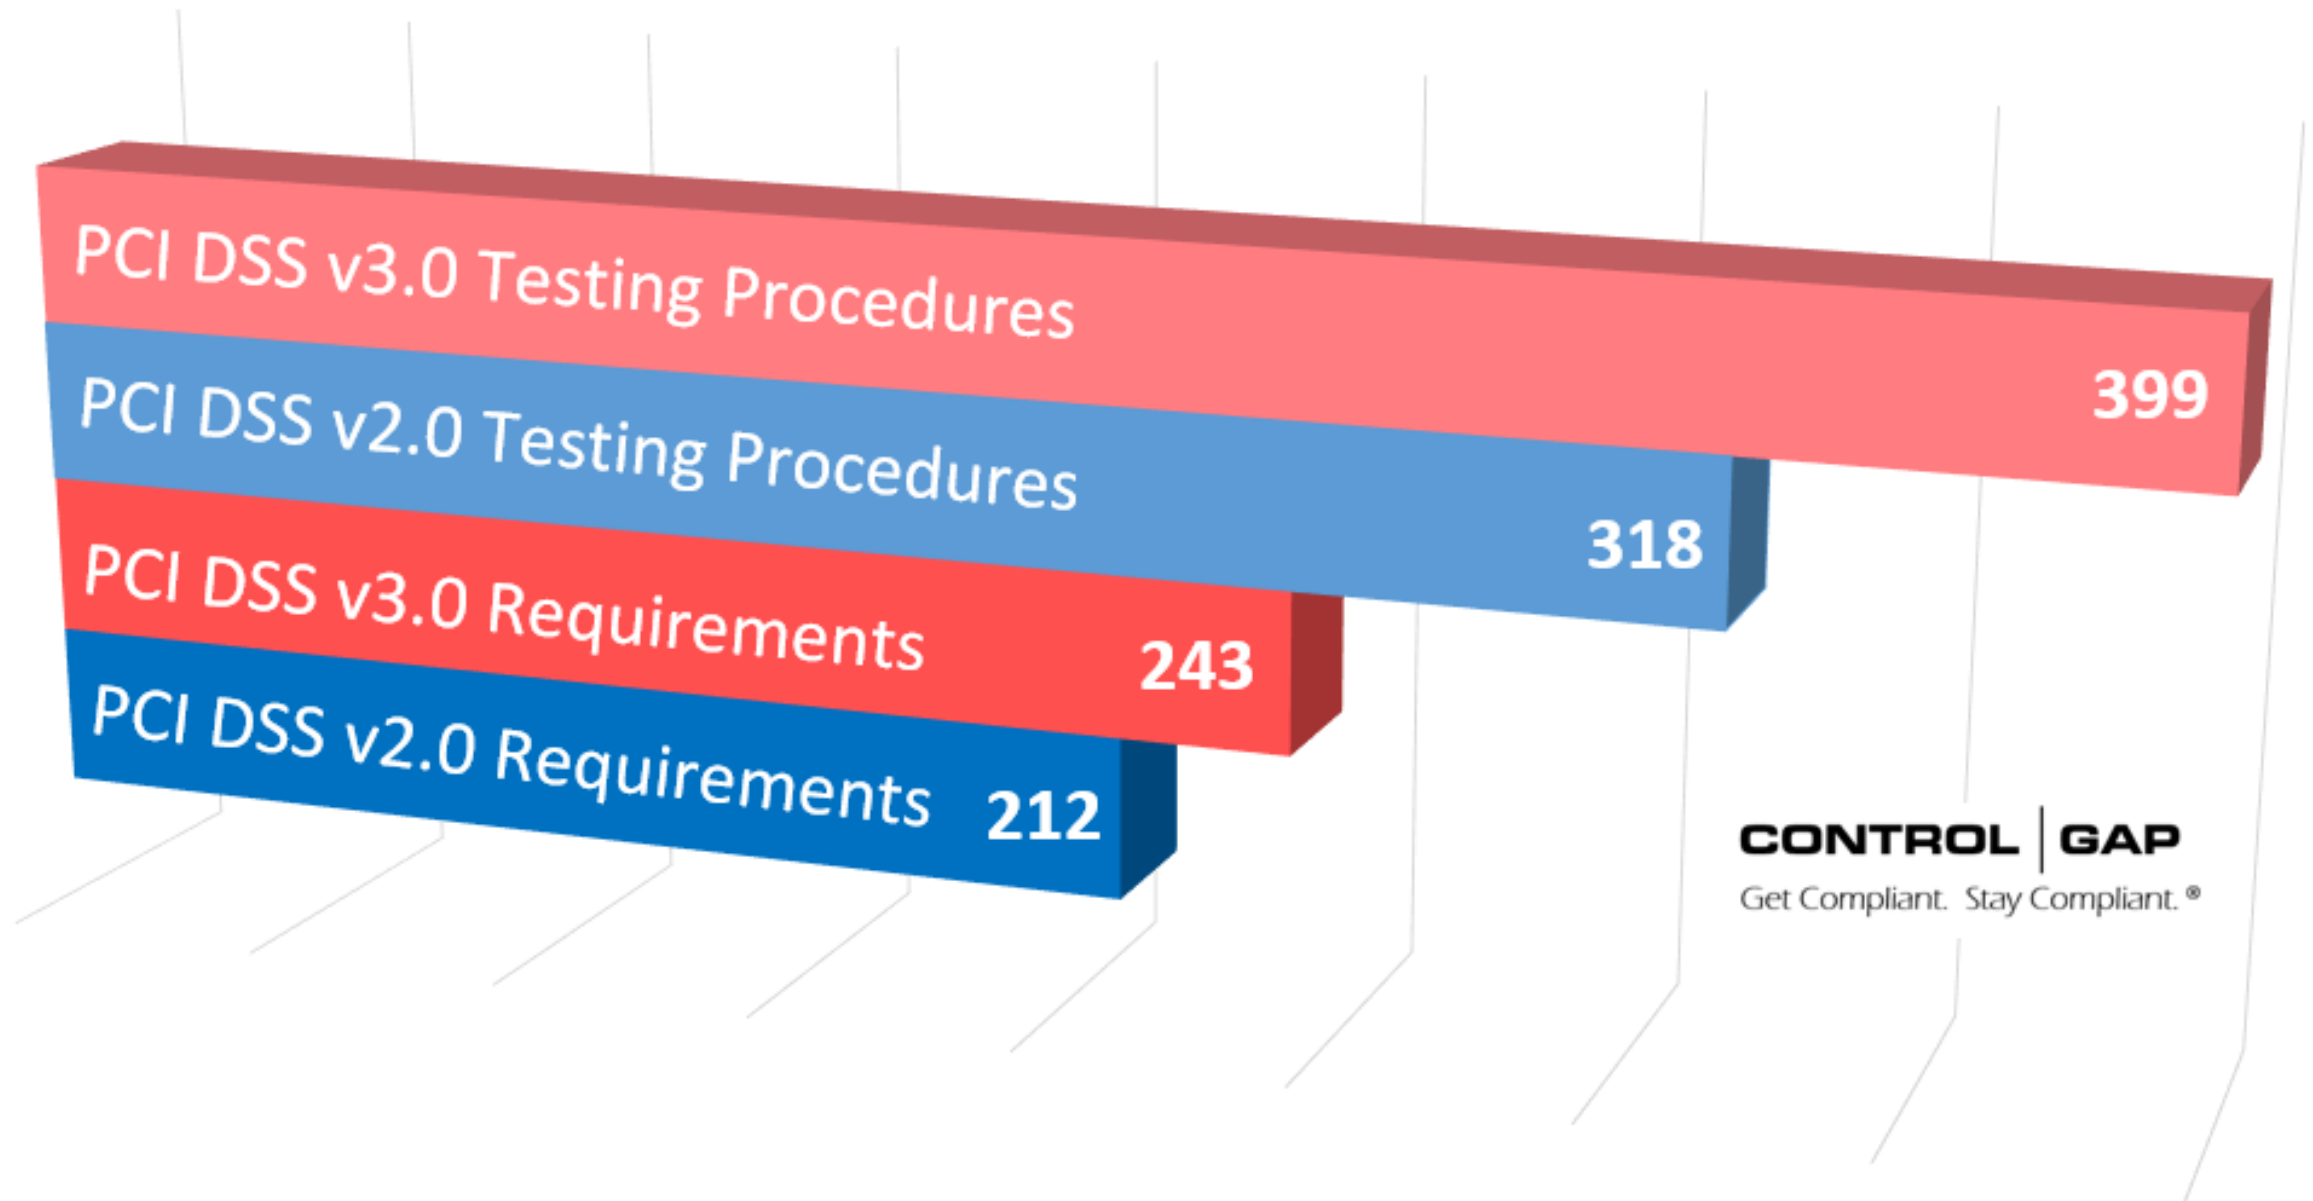 PCI DSS v3.0 Testing Procedures 399
PCI DSS v2.0 Testing Procedures 318
PCI DSS v3.0 Requirements 243
PCI DSS v2.0 Requirements 212
CONTROL | GAP
Get Compliant. Stay Compliant.®